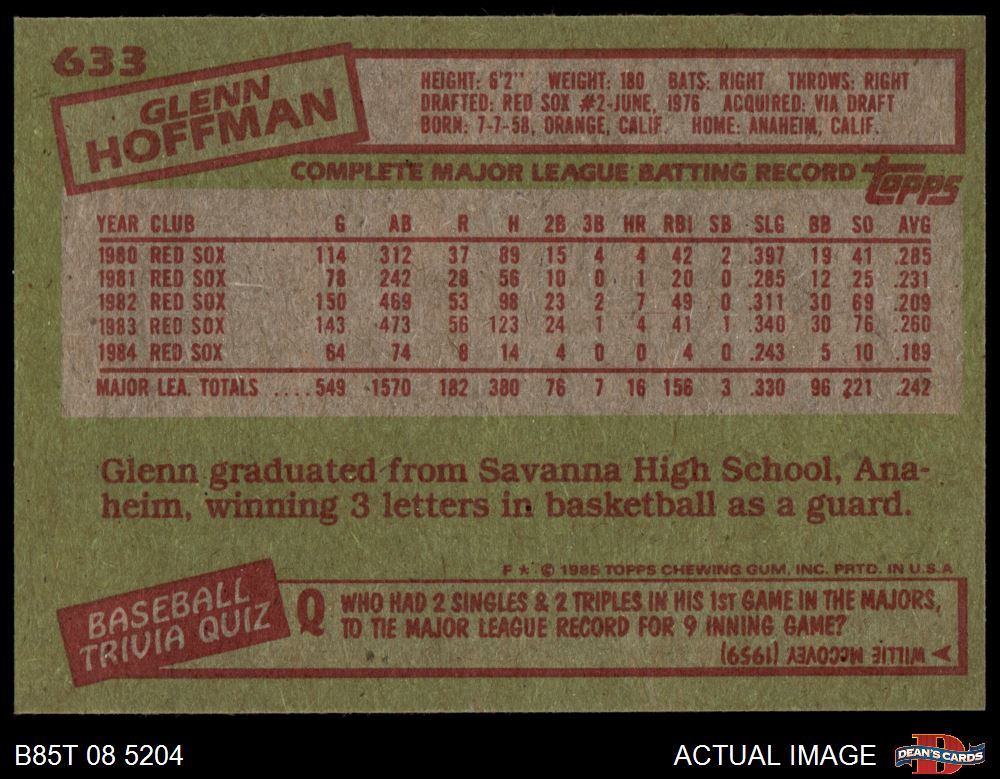 633
GLENN
HOFFMAN
HEIGHT: 6'2" WEIGHT: 180 BATS: RIGHT THROWS: RIGHT
DRAFTED: RED SOX #2-JUNE, 1976 ACQUIRED: VIA DRAFT
BORN: 7-7-58, ORANGE, CALIF. HOME: ANAHEIM, CALIF.
COMPLETE MAJOR LEAGUE BATTING RECORD topps
YEAR CLUB G AB R H 2B 3B HR RBI SB SLG BB SO AVG
1980 RED SOX 114 312 37 89 15 4 4 42 2 .397 19 41 .285
1981 RED SOX 78 242 28 56 10 0 1 20 0 .285 12 25 .231
1982 RED SOX 150 469 53 98 23 2 7 49 0 .311 30 69 .209
1983 RED SOX 143 473 56 123 24 1 4 41 1 .340 30 76 .260
1984 RED SOX 64 74 8 14 4 0 0 4 0 .243 5 10 .189
MAJOR LEA. TOTALS ....549 1570 182 380 76 7 16 156 3 .330 96 221 .242
Glenn graduated from Savanna High School, Ana-
heim, winning 3 letters in basketball as a guard.
F * © 1985 TOPPS CHEWING GUM, INC. PRTD. IN U.S.A
BASEBALL
TRIVIA QUIZ
Q WHO HAD 2 SINGLES & 2 TRIPLES IN HIS 1ST GAME IN THE MAJORS,
TO TIE MAJOR LEAGUE RECORD FOR 9 INNING GAME?
A WILLIE McCOVEY (1959)
B85T 08 5204
ACTUAL IMAGE
D
DEAN'S CARDS